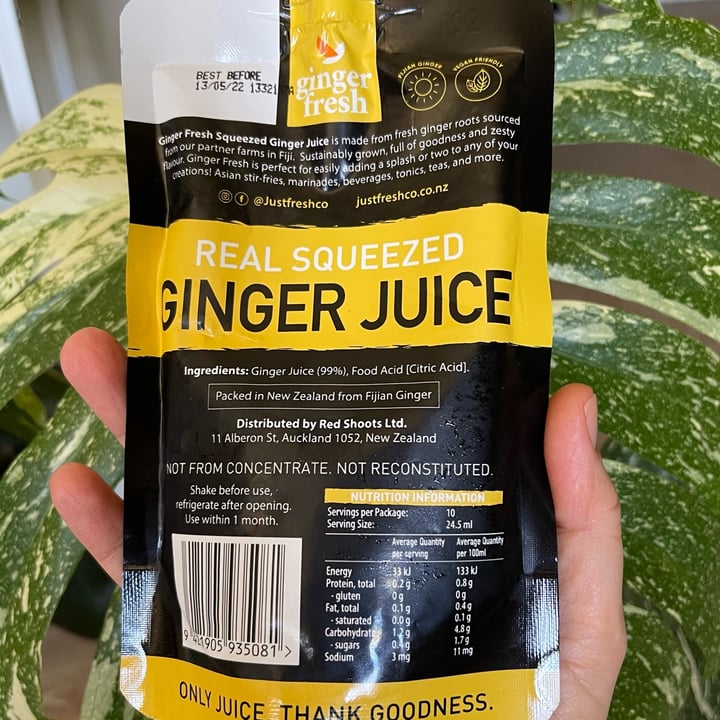 BEST BEFORE
13/05/22
ginger
fresh
FIJIAN GINGER
VEGAN FRIENDLY
Ginger Fresh Squeezed Ginger Juice is made from fresh ginger roots sourced
from our partner farms in Fiji. Sustainably grown, full of goodness and zesty
flavour. Ginger Fresh is perfect for easily adding a splash or two to any of your
creations! Asian stir-fries, marinades, beverages, tonics, teas, and more.
@Justfreshco justfreshco.co.nz
REAL SQUEEZED
GINGER JUICE
Ingredients: Ginger Juice (99%), Food Acid [Citric Acid].
Packed in New Zealand from Fijian Ginger
Distributed by Red Shoots Ltd.
11 Alberon St, Auckland 1052, New Zealand
NOT FROM CONCENTRATE. NOT RECONSTITUTED.
Shake before use,
refrigerate after opening.
Use within 1 month.
NUTRITION INFORMATION
Servings per Package: 10
Serving Size: 24.5 ml
Average Quantity Average Quantity
per serving per 100ml
Energy 33 kJ 133 kJ
Protein, total 0.2 g 0.8 g
- gluten 0 g 0 g
Fat, total 0.1 g 0.4 g
- saturated 0.0 g 0.1 g
Carbohydrate 1.2 g 4.8 g
- sugars 0.4 g 1.7 g
Sodium 3 mg 11 mg
9 421905 935081 >
ONLY JUICE. THANK GOODNESS.